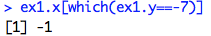 > ex1.x[which(ex1.y==-7)]
[1] -1